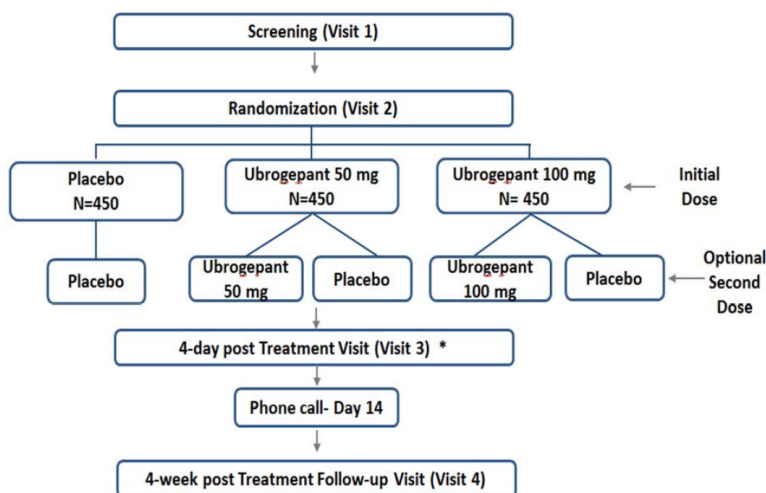 Screening (Visit 1)
Randomization (Visit 2)
Placebo
N=450
Ubrogepant 50 mg
N=450
Ubrogepant 100 mg
N= 450
Initial
Dose
Placebo
Ubrogepant
50 mg
Placebo
Ubrogepant
100 mg
Placebo
Optional
Second
Dose
4-day post Treatment Visit (Visit 3) *
Phone call- Day 14
4-week post Treatment Follow-up Visit (Visit 4)